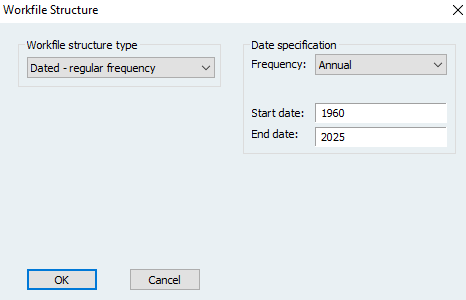 Workfile Structure
Workfile structure type
Dated - regular frequency
Date specification
Frequency: Annual
Start date: 1960
End date: 2025
OK Cancel